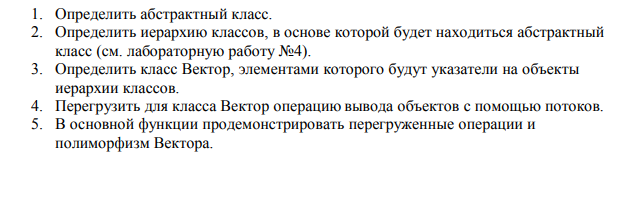 1. Определить абстрактный класс.
2. Определить иерархию классов, в основе которой будет находиться абстрактный
класс (см. лабораторную работу №4).
3. Определить класс Вектор, элементами которого будут указатели на объекты
иерархии классов.
4. Перегрузить для класса Вектор операцию вывода объектов с помощью потоков.
5. В основной функции продемонстрировать перегруженные операции и
полиморфизм Вектора.